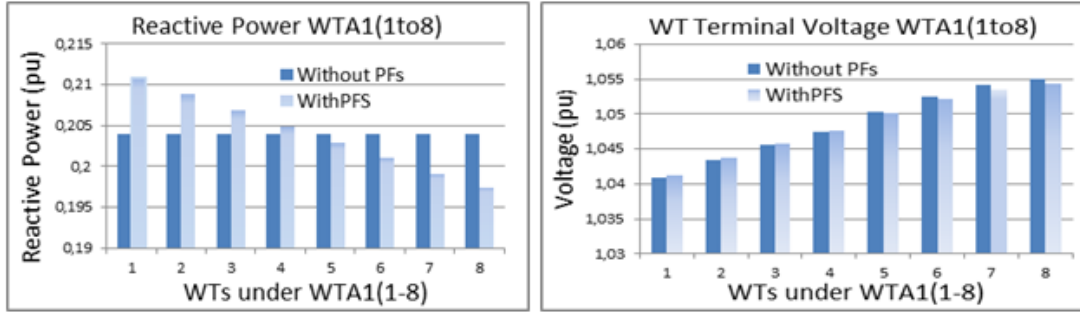 Reactive Power WTA1(1to8)
Reactive Power (pu)
0,215
0,21
0,205
0,2
0,195
0,19
Without PFs
WithPFS
1 2 3 4 5 6 7 8
WTs under WTA1(1-8)
WT Terminal Voltage WTA1(1to8)
Voltage (pu)
1,06
1,055
1,05
1,045
1,04
1,035
1,03
Without PFs
WithPFS
1 2 3 4 5 6 7 8
WTs under WTA1(1-8)